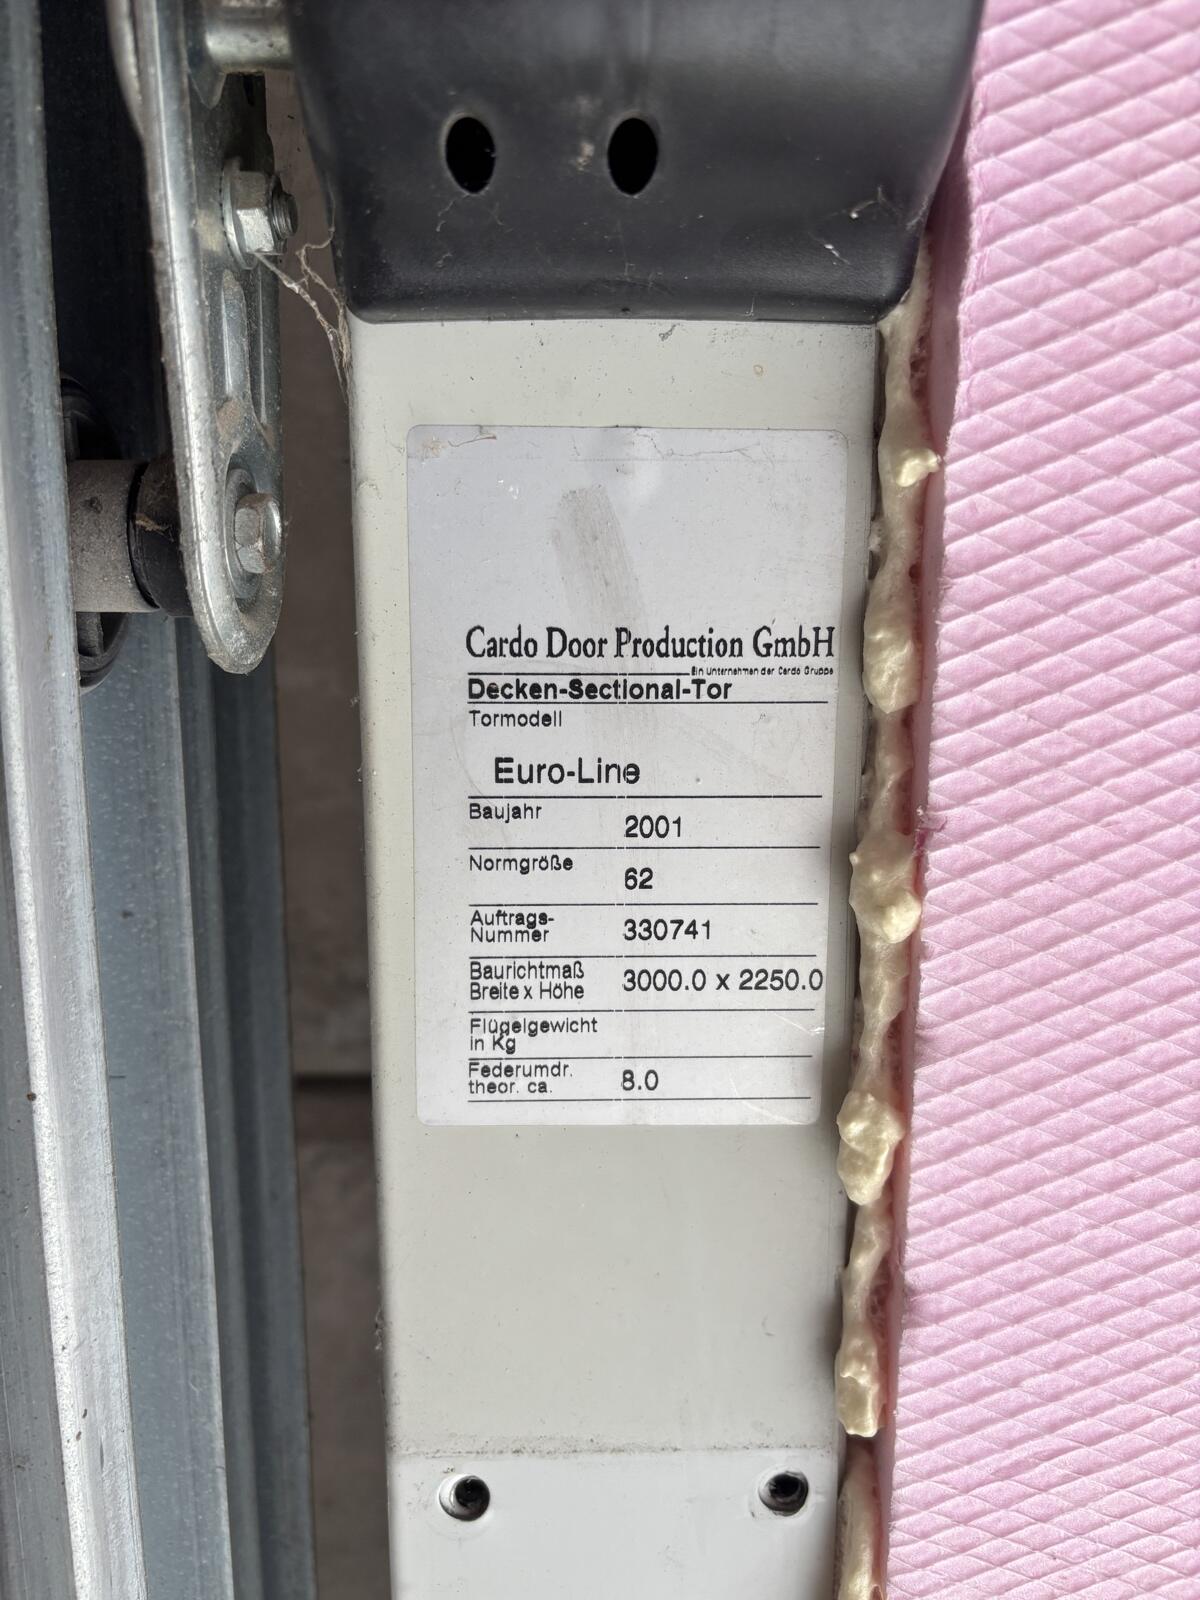 Cardo Door Production GmbH
Ein Unternehmen der Cardo Gruppe
Decken-Sectional-Tor
Tormodell
Euro-Line
Baujahr
2001
Normgröße
62
Auftrags-
Nummer
330741
Baurichtmaß
Breite x Höhe
3000.0 x 2250.0
Flügelgewicht
in Kg
Federumdr.
theor. ca.
8.0